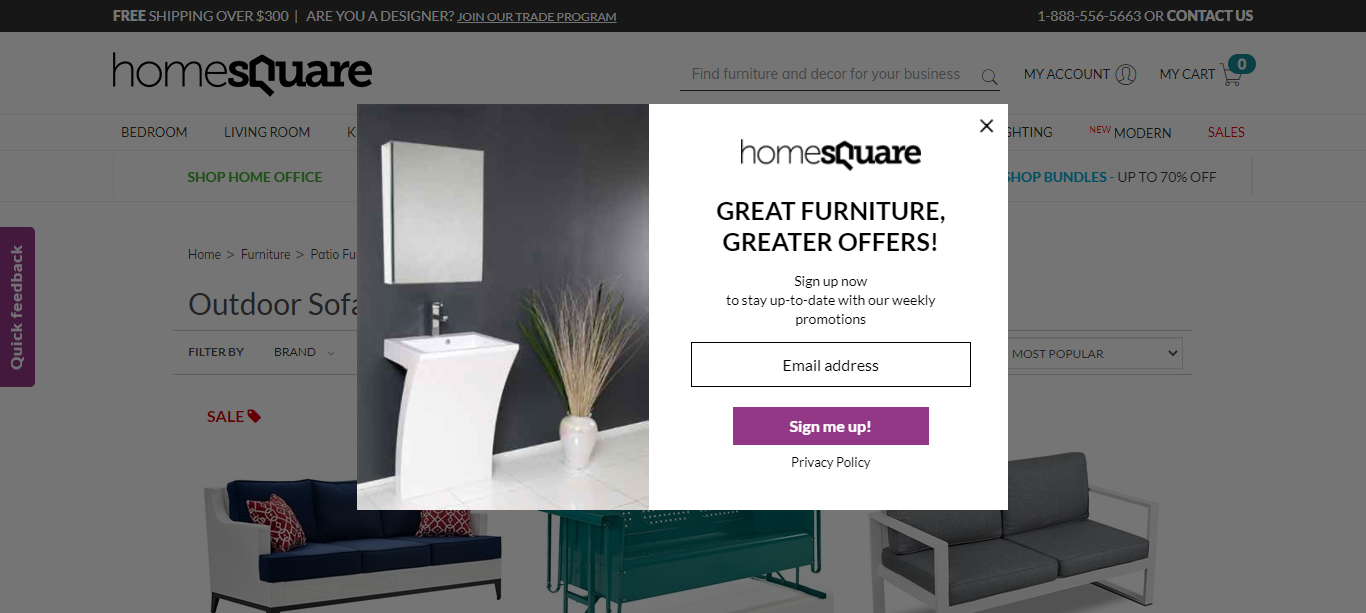 FREE SHIPPING OVER $300 | ARE YOU A DESIGNER? JOIN OUR TRADE PROGRAM
1-888-556-5663 OR CONTACT US
homesquare
Find furniture and decor for your business
MY ACCOUNT
MY CART
0
BEDROOM
LIVING ROOM
K
GHTING
NEW MODERN
SALES
SHOP HOME OFFICE
SHOP BUNDLES - UP TO 70% OFF
Quick feedback
Home > Furniture > Patio Fu
Outdoor Sofa
FILTER BY
BRAND
MOST POPULAR
SALE
homesquare
GREAT FURNITURE,
GREATER OFFERS!
Sign up now
to stay up-to-date with our weekly
promotions
Email address
Sign me up!
Privacy Policy